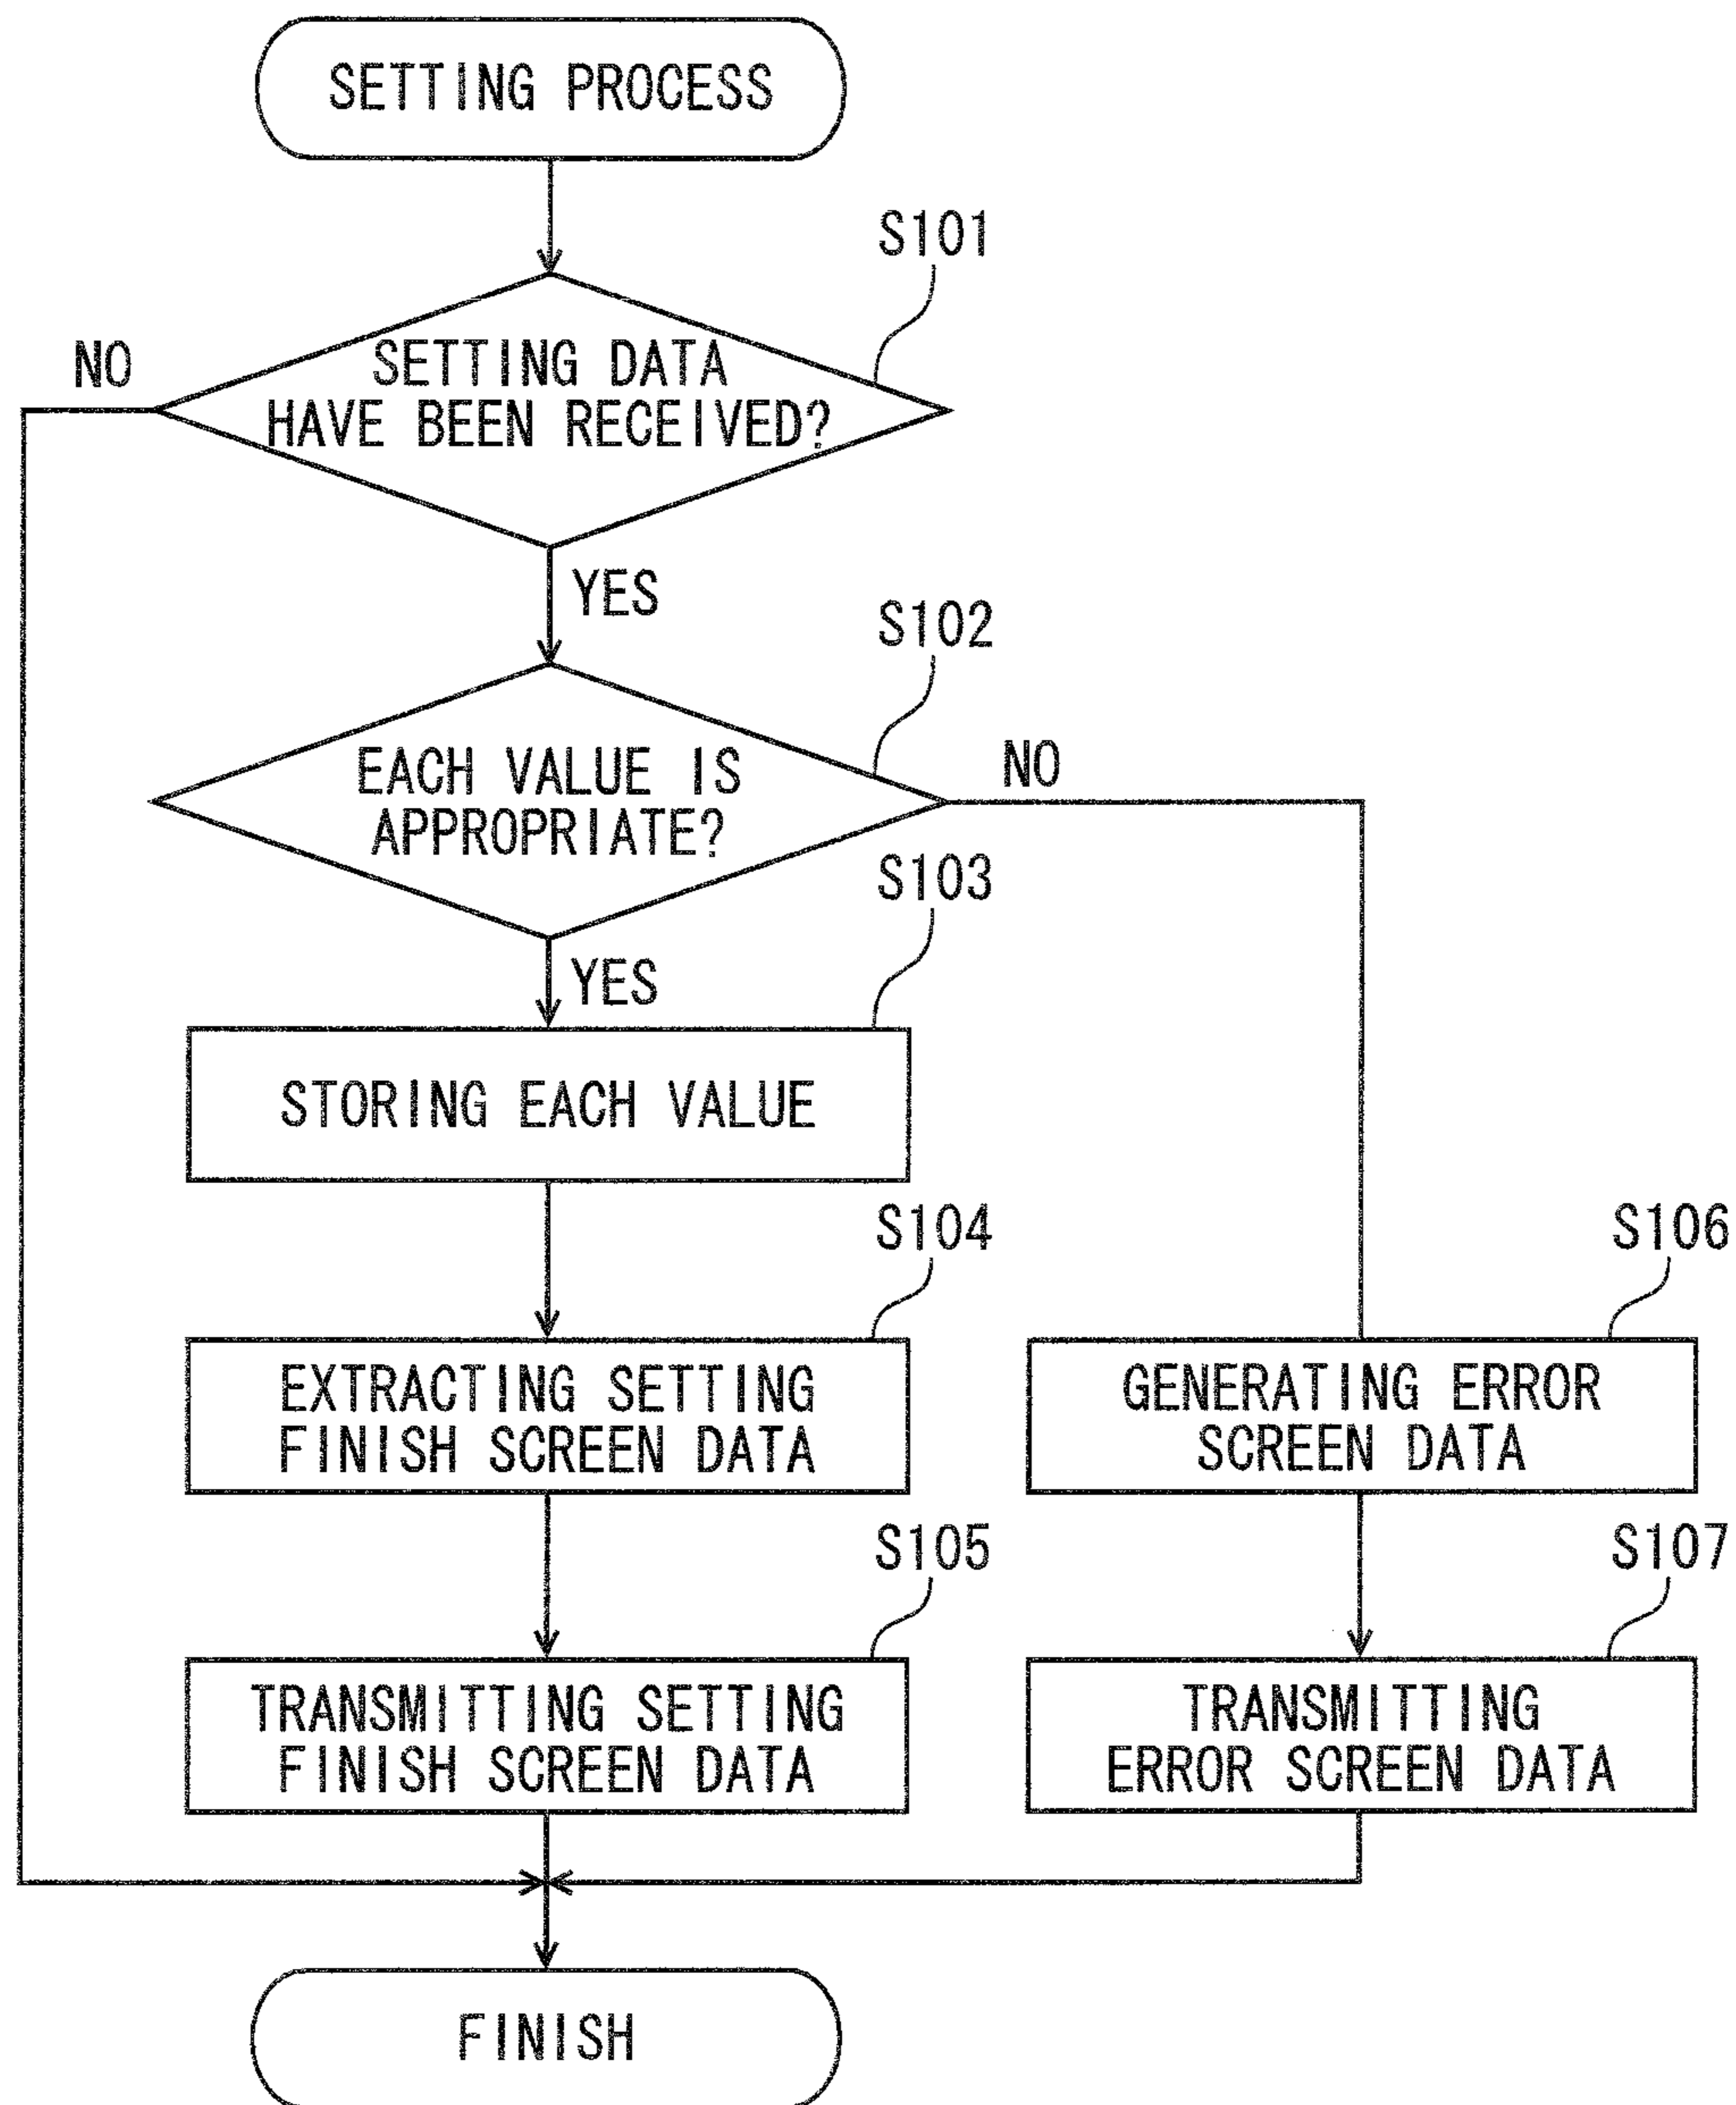 SETTING PROCESS
S101
NO
SETTING DATA
HAVE BEEN RECEIVED?
YES
S102
EACH VALUE IS
APPROPRIATE?
NO
S103
YES
STORING EACH VALUE
S104
S106
EXTRACTING SETTING
FINISH SCREEN DATA
GENERATING ERROR
SCREEN DATA
S105
S107
TRANSMITTING SETTING
FINISH SCREEN DATA
TRANSMITTING
ERROR SCREEN DATA
FINISH